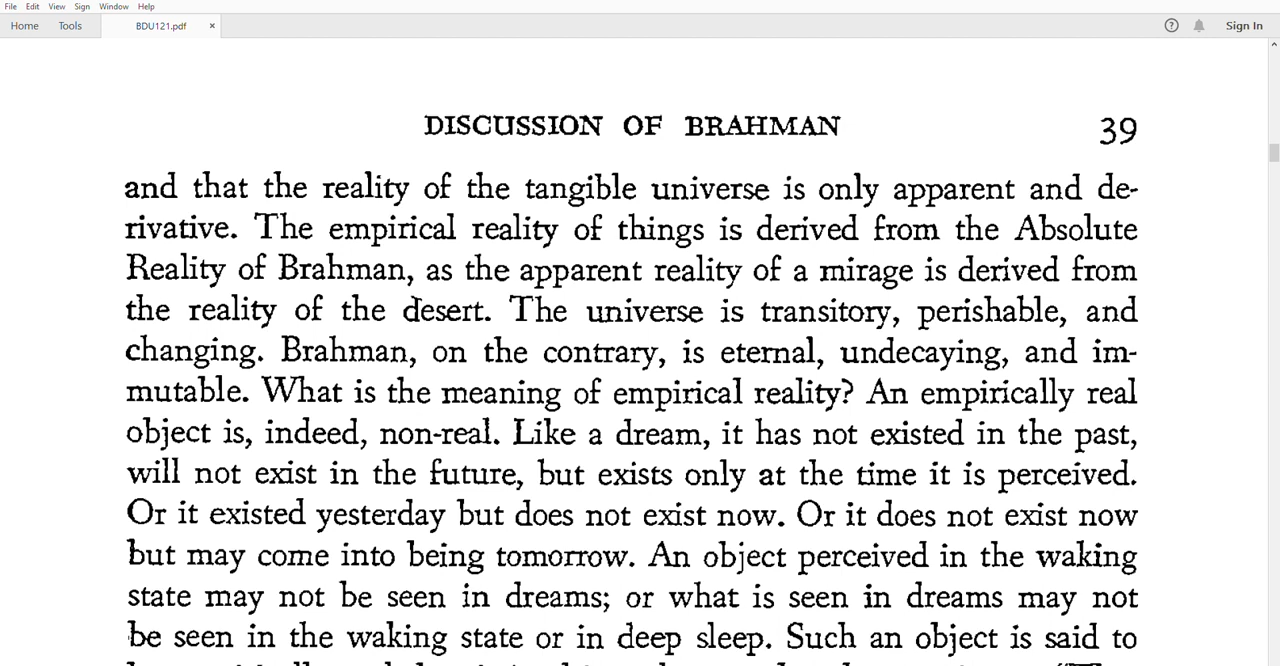 File Edit View Sign Window Help
Home Tools BDU121.pdf × ? Sign In
DISCUSSION OF BRAHMAN 39
and that the reality of the tangible universe is only apparent and de-
rivative. The empirical reality of things is derived from the Absolute
Reality of Brahman, as the apparent reality of a mirage is derived from
the reality of the desert. The universe is transitory, perishable, and
changing. Brahman, on the contrary, is eternal, undecaying, and im-
mutable. What is the meaning of empirical reality? An empirically real
object is, indeed, non-real. Like a dream, it has not existed in the past,
will not exist in the future, but exists only at the time it is perceived.
Or it existed yesterday but does not exist now. Or it does not exist now
but may come into being tomorrow. An object perceived in the waking
state may not be seen in dreams; or what is seen in dreams may not
be seen in the waking state or in deep sleep. Such an object is said to